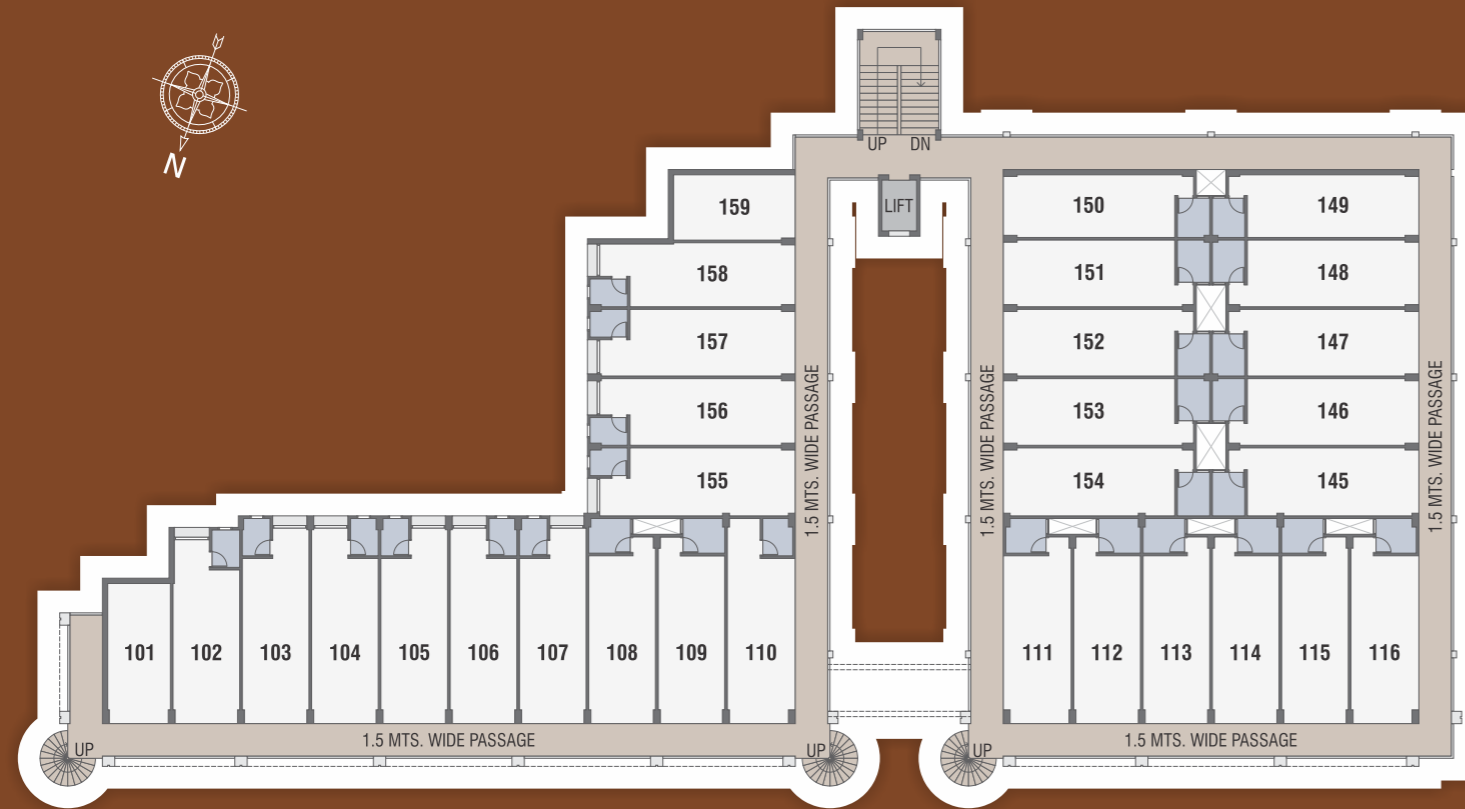 N
UP DN
LIFT
159
158
157
156
155
150
149
151
148
152
147
153
146
154
145
1.5 MTS. WIDE PASSAGE
1.5 MTS. WIDE PASSAGE
1.5 MTS. WIDE PASSAGE
101 102 103 104 105 106 107 108 109 110
111 112 113 114 115 116
UP
1.5 MTS. WIDE PASSAGE
UP
UP
1.5 MTS. WIDE PASSAGE